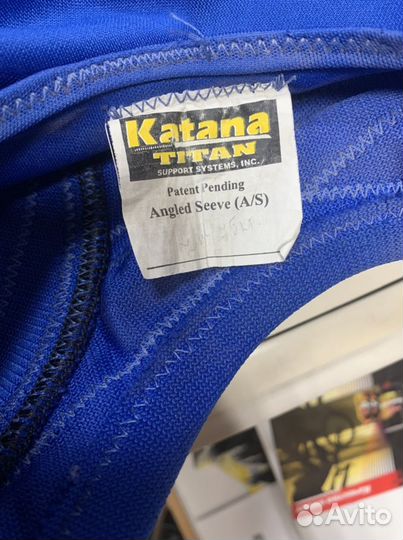 Katana
TITAN
SUPPORT SYSTEMS, INC.
Patent Pending
Angled Seeve (A/S)
Avito